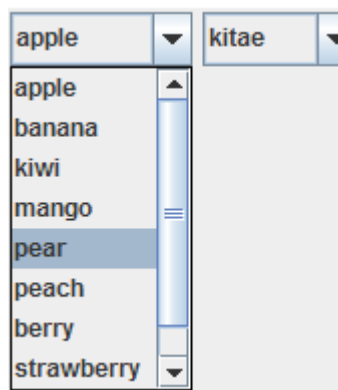 apple kitae
apple
banana
kiwi
mango
pear
peach
berry
strawberry